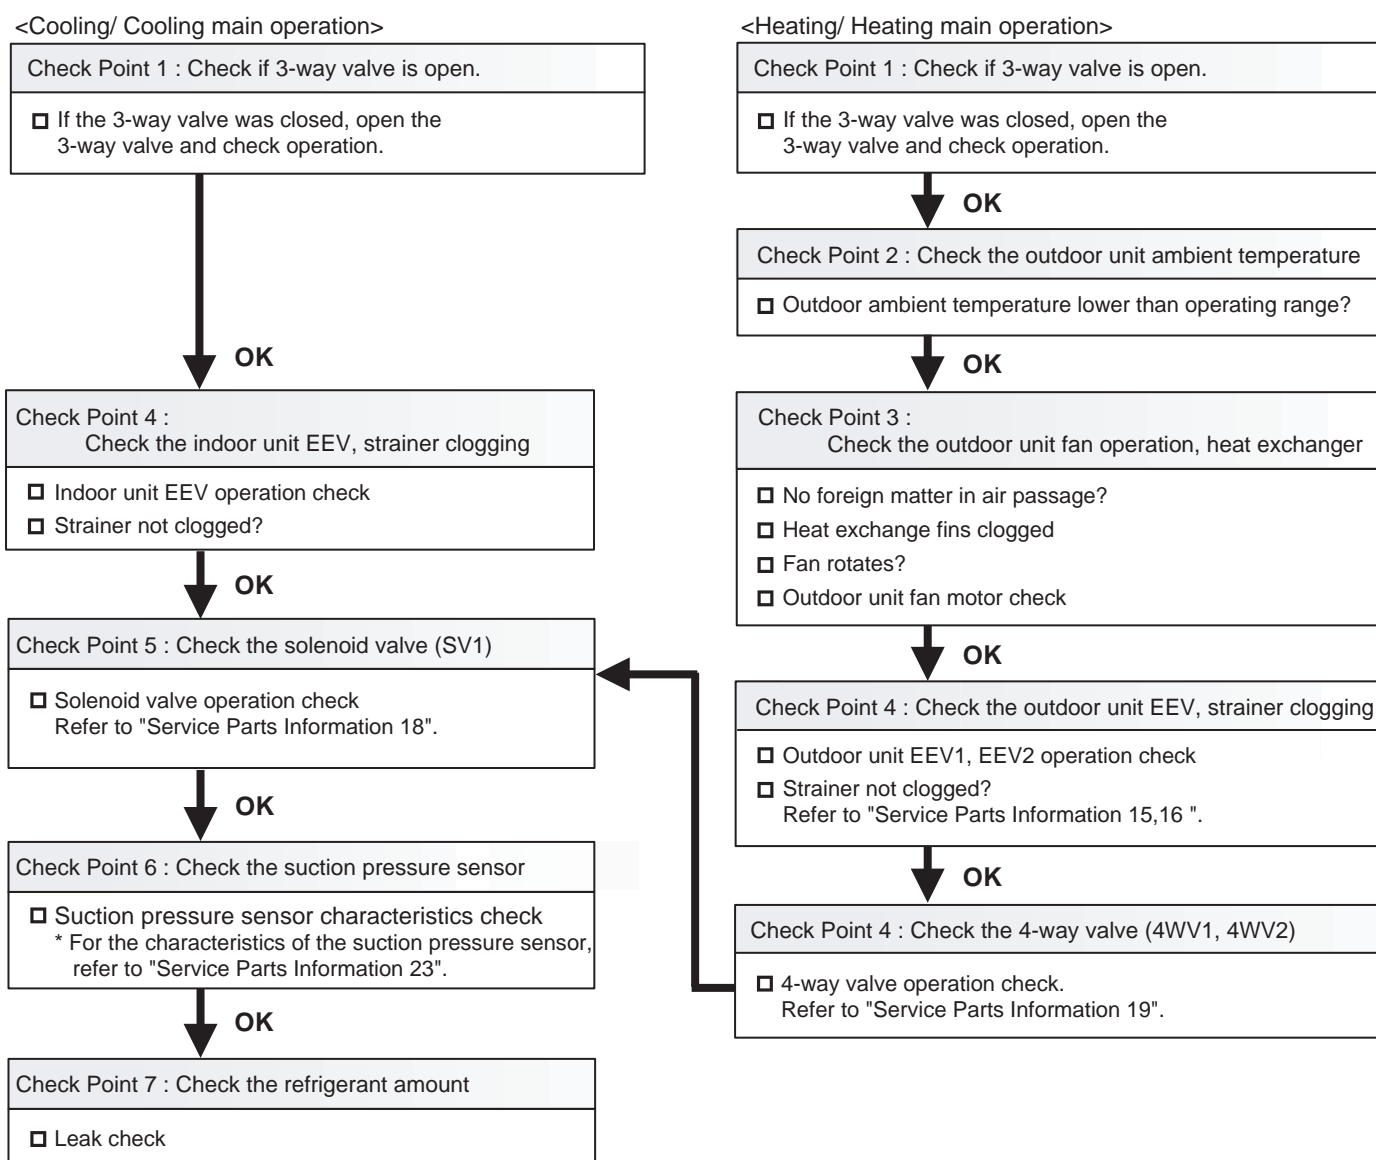 <Cooling/ Cooling main operation>
Check Point 1 : Check if 3-way valve is open.
If the 3-way valve was closed, open the
3-way valve and check operation.
OK
Check Point 4 :
Check the indoor unit EEV, strainer clogging
Indoor unit EEV operation check
Strainer not clogged?
OK
Check Point 5 : Check the solenoid valve (SV1)
Solenoid valve operation check
Refer to "Service Parts Information 18".
OK
Check Point 6 : Check the suction pressure sensor
Suction pressure sensor characteristics check
* For the characteristics of the suction pressure sensor,
refer to "Service Parts Information 23".
OK
Check Point 7 : Check the refrigerant amount
Leak check
<Heating/ Heating main operation>
Check Point 1 : Check if 3-way valve is open.
If the 3-way valve was closed, open the
3-way valve and check operation.
OK
Check Point 2 : Check the outdoor unit ambient temperature
Outdoor ambient temperature lower than operating range?
OK
Check Point 3 :
Check the outdoor unit fan operation, heat exchanger
No foreign matter in air passage?
Heat exchange fins clogged
Fan rotates?
Outdoor unit fan motor check
OK
Check Point 4 : Check the outdoor unit EEV, strainer clogging
Outdoor unit EEV1, EEV2 operation check
Strainer not clogged?
Refer to "Service Parts Information 15,16 ".
OK
Check Point 4 : Check the 4-way valve (4WV1, 4WV2)
4-way valve operation check.
Refer to "Service Parts Information 19".